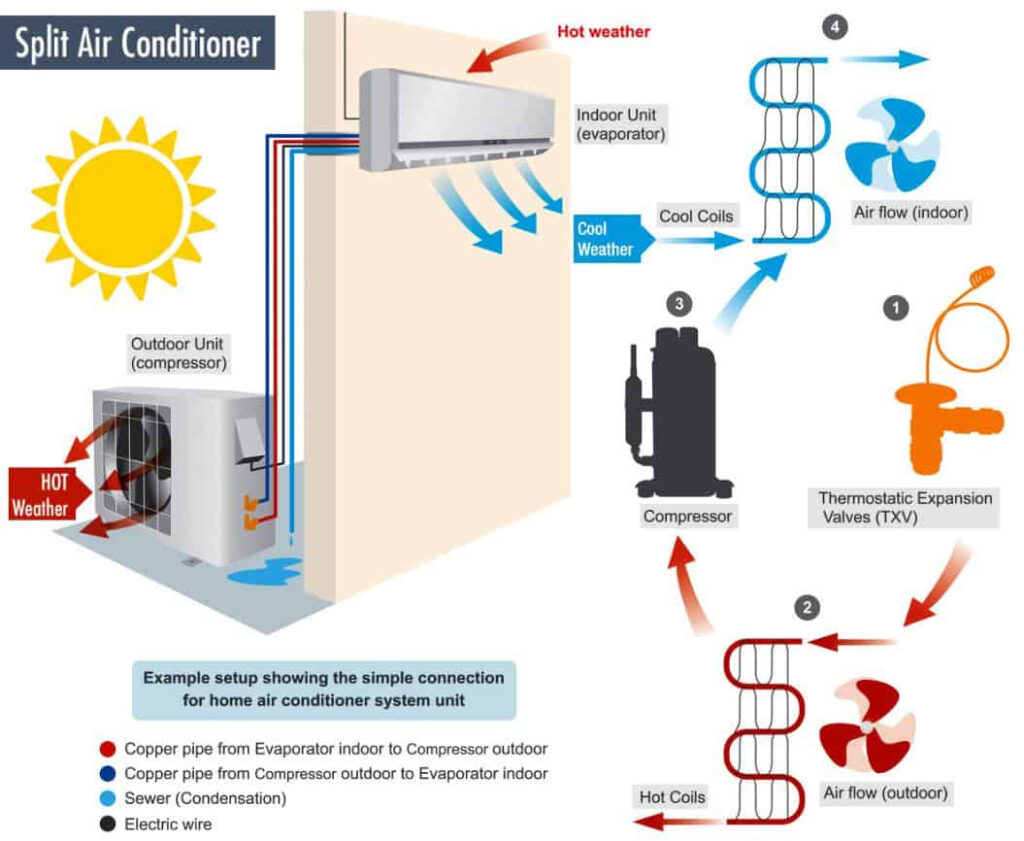 Split Air Conditioner
Hot weather
Indoor Unit
(evaporator)
Cool
Weather
Outdoor Unit
(compressor)
HOT
Weather
4
Air flow (indoor)
Cool Coils
3
Compressor
1
Thermostatic Expansion
Valves (TXV)
2
Air flow (outdoor)
Hot Coils
Example setup showing the simple connection
for home air conditioner system unit
Copper pipe from Evaporator indoor to Compressor outdoor
Copper pipe from Compressor outdoor to Evaporator indoor
Sewer (Condensation)
Electric wire